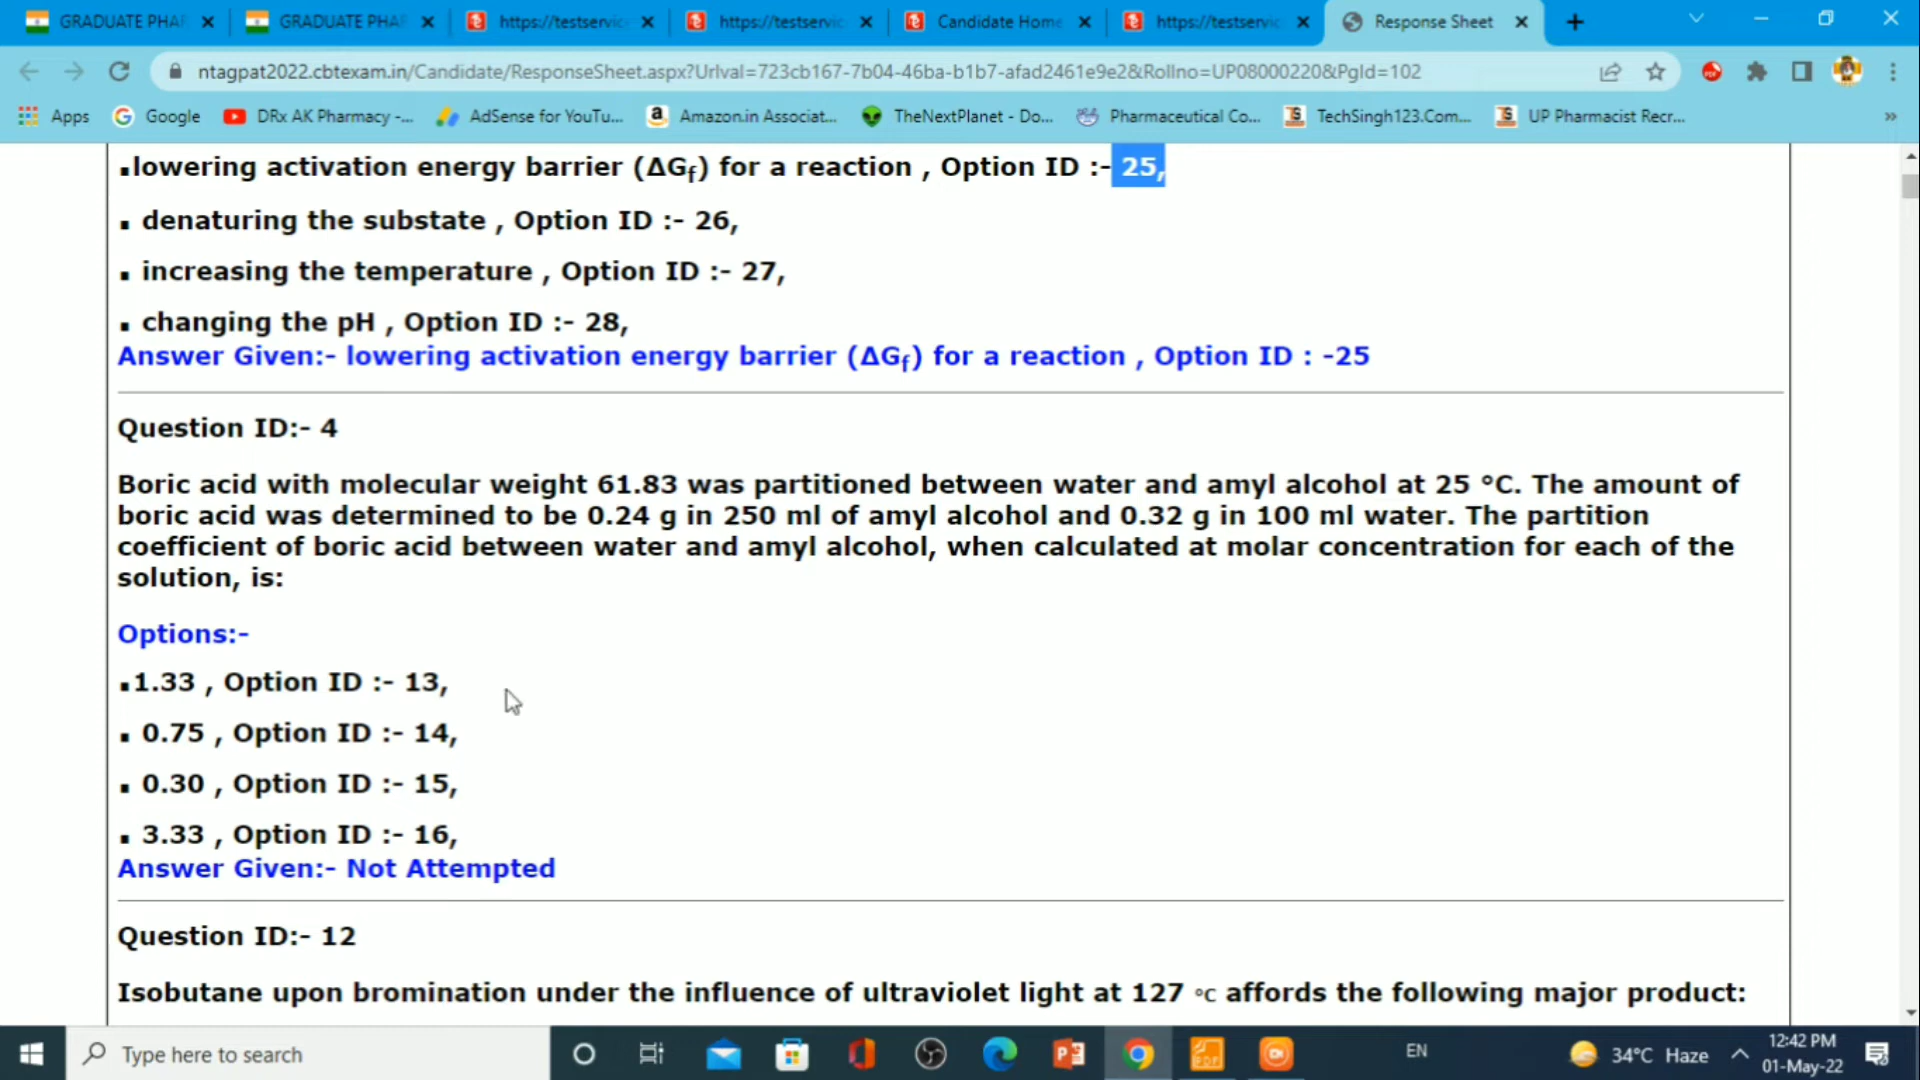 GRADUATE PHAR
GRADUATE PHAR
https://testservic
https://testservic
Candidate Home
https://testservic
Response Sheet
ntagpat2022.cbtexam.in/Candidate/ResponseSheet.aspx?Urlval=723cb167-7b04-46ba-b1b7-afad2461e9e2&Rollno=UP08000220&PgId=102
Apps
Google
DRx AK Pharmacy -...
AdSense for YouTu...
Amazon.in Associat...
TheNextPlanet - Do...
Pharmaceutical Co...
TechSingh123.Com...
UP Pharmacist Recr...
»
▪lowering activation energy barrier (ΔGf) for a reaction , Option ID :- 25,
▪ denaturing the substate , Option ID :- 26,
▪ increasing the temperature , Option ID :- 27,
▪ changing the pH , Option ID :- 28,
Answer Given:- lowering activation energy barrier (ΔGf) for a reaction , Option ID : -25
Question ID:- 4
Boric acid with molecular weight 61.83 was partitioned between water and amyl alcohol at 25 °C. The amount of
boric acid was determined to be 0.24 g in 250 ml of amyl alcohol and 0.32 g in 100 ml water. The partition
coefficient of boric acid between water and amyl alcohol, when calculated at molar concentration for each of the
solution, is:
Options:-
▪1.33 , Option ID :- 13,
▪ 0.75 , Option ID :- 14,
▪ 0.30 , Option ID :- 15,
▪ 3.33 , Option ID :- 16,
Answer Given:- Not Attempted
Question ID:- 12
Isobutane upon bromination under the influence of ultraviolet light at 127 °C affords the following major product:
Type here to search
EN
34°C Haze
12:42 PM
01-May-22